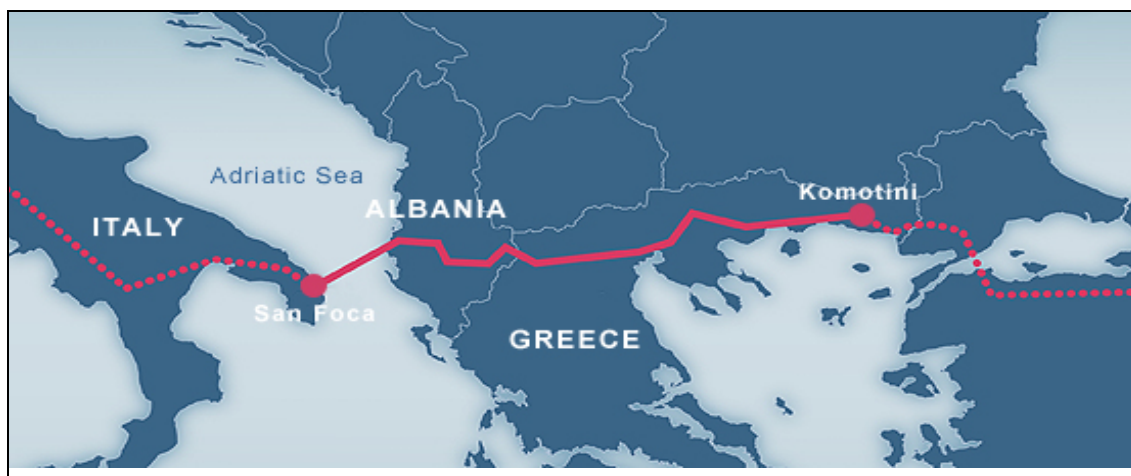 Komotini
Adriatic Sea
ALBANIA
ITALY
San Foca
GREECE